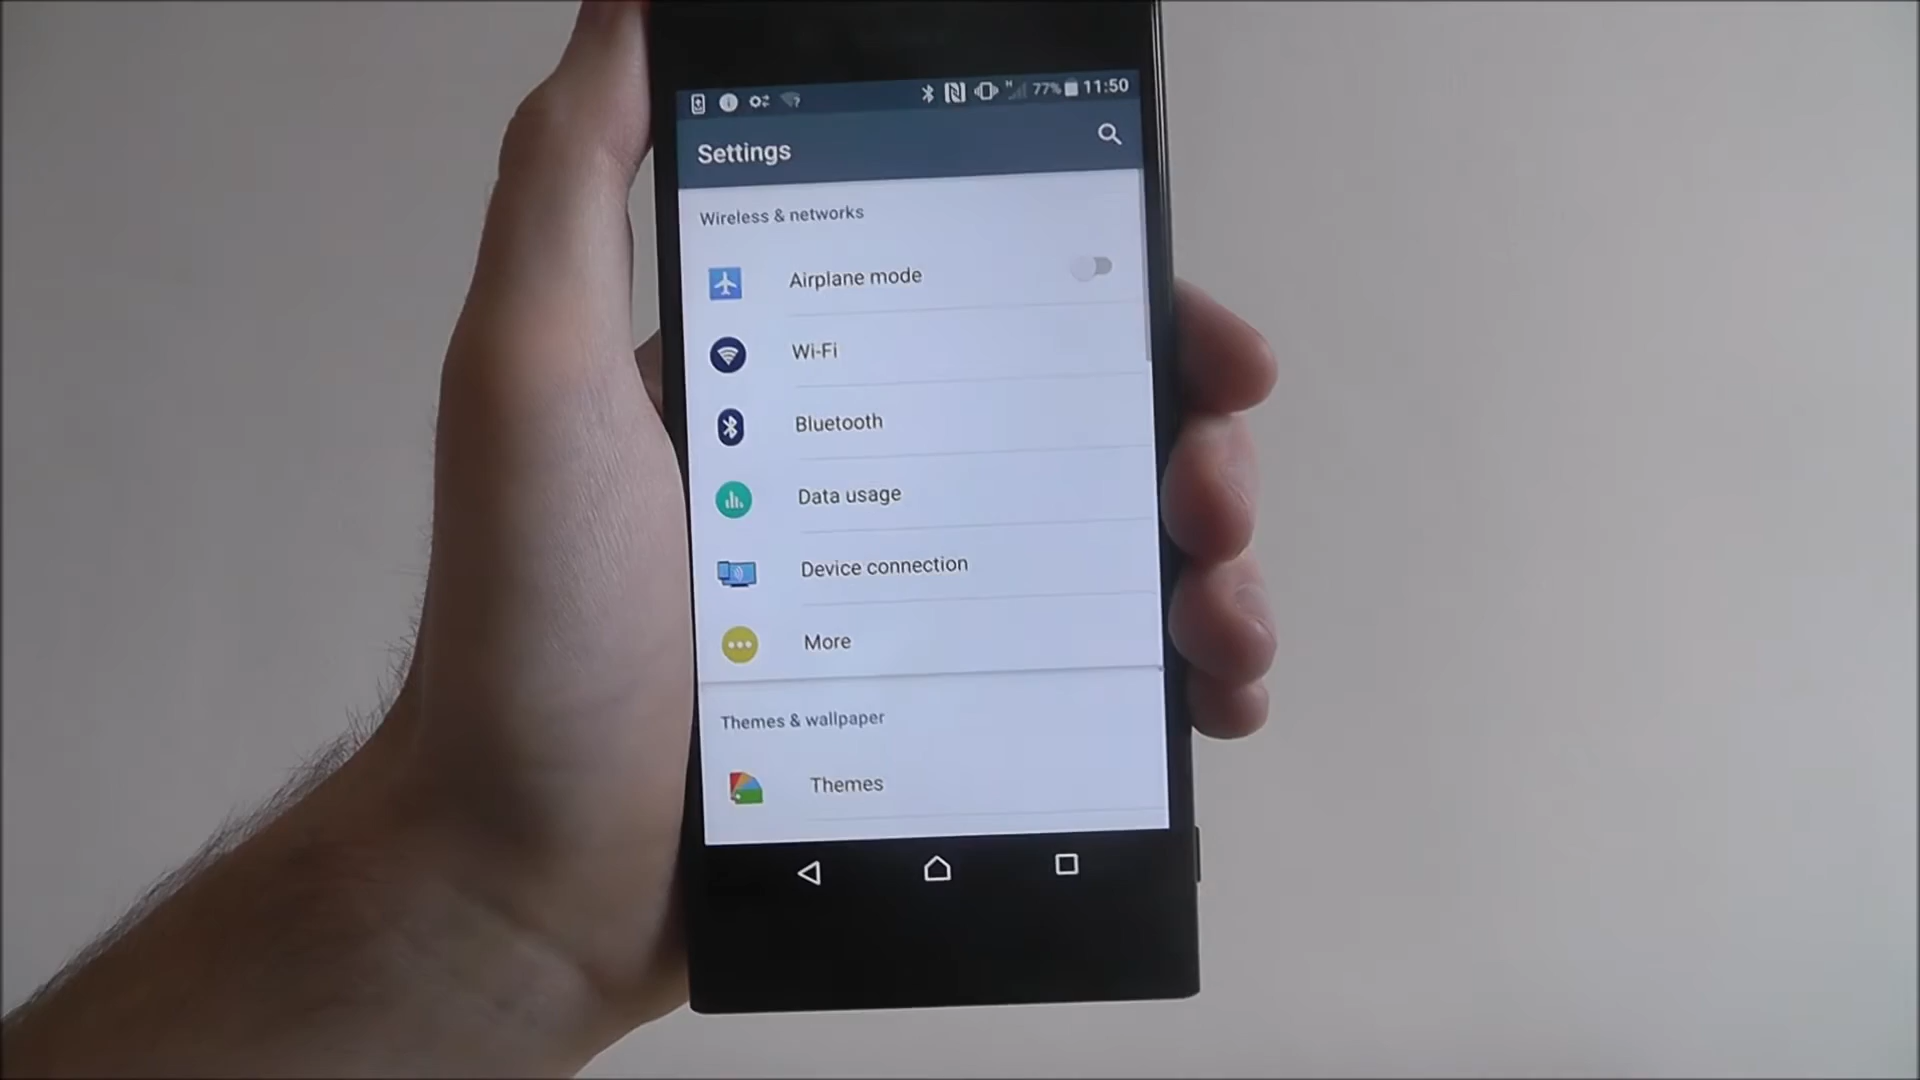 H 77% 11:50
Settings
Wireless & networks
Airplane mode
Wi-Fi
Bluetooth
Data usage
Device connection
More
Themes & wallpaper
Themes